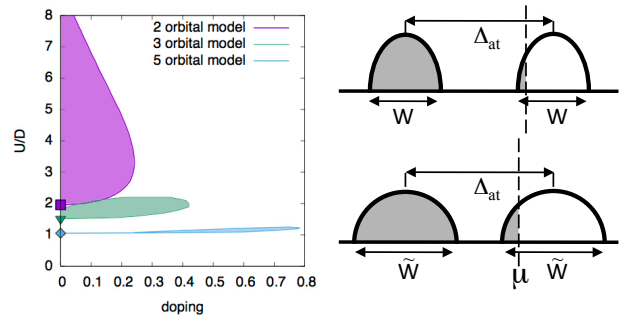 2 orbital model
3 orbital model
5 orbital model
8
7
6
5
4
3
2
1
0
U/D
0 0.1 0.2 0.3 0.4 0.5 0.6 0.7 0.8
doping
Δat
W W
Δat
W̃ μ W̃